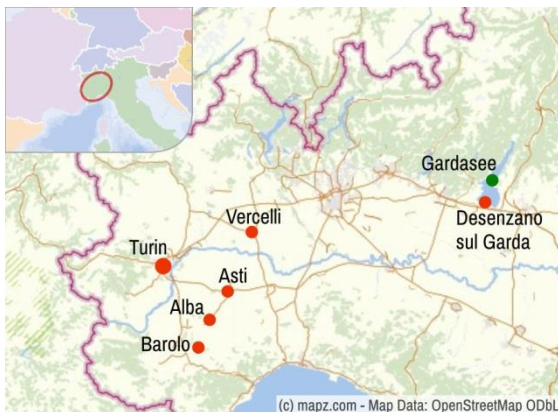 Gardasee
Desenzano
sul Garda
Vercelli
Turin
Asti
Alba
Barolo
(c) mapz.com - Map Data: OpenStreetMap ODbL